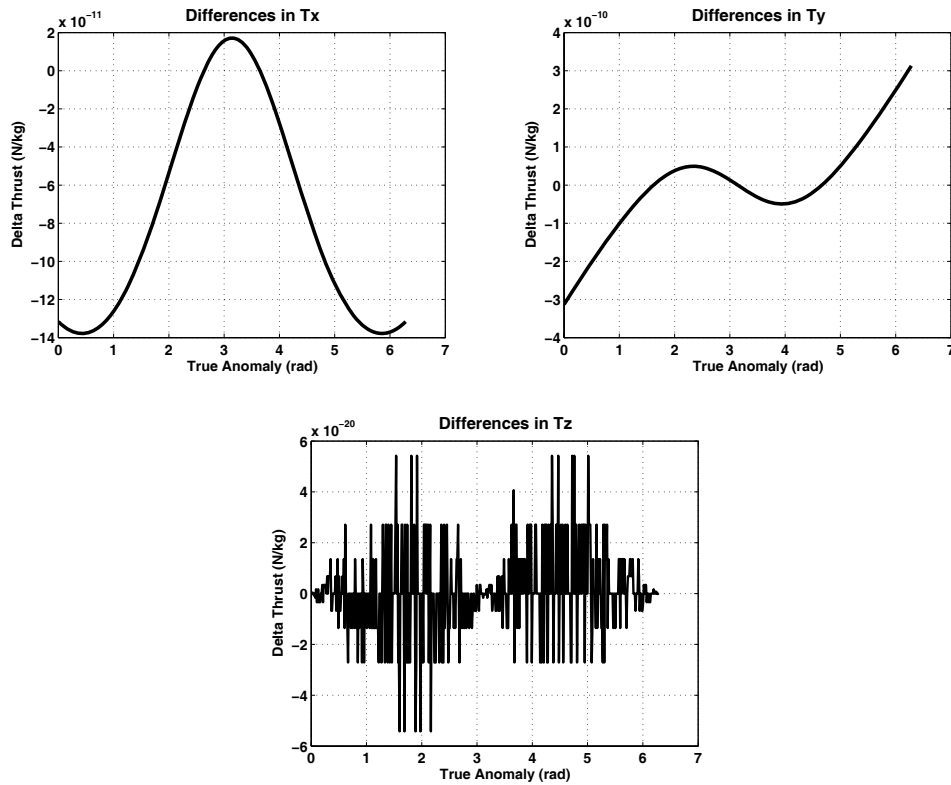 Differences in Tx
x 10⁻¹¹
2
0
−2
−4
−6
−8
−10
−12
−14
0 1 2 3 4 5 6 7
Delta Thrust (N/kg)
True Anomaly (rad)
Differences in Ty
x 10⁻¹⁰
4
3
2
1
0
−1
−2
−3
−4
0 1 2 3 4 5 6 7
Delta Thrust (N/kg)
True Anomaly (rad)
Differences in Tz
x 10⁻²⁰
6
4
2
0
−2
−4
−6
0 1 2 3 4 5 6 7
Delta Thrust (N/kg)
True Anomaly (rad)